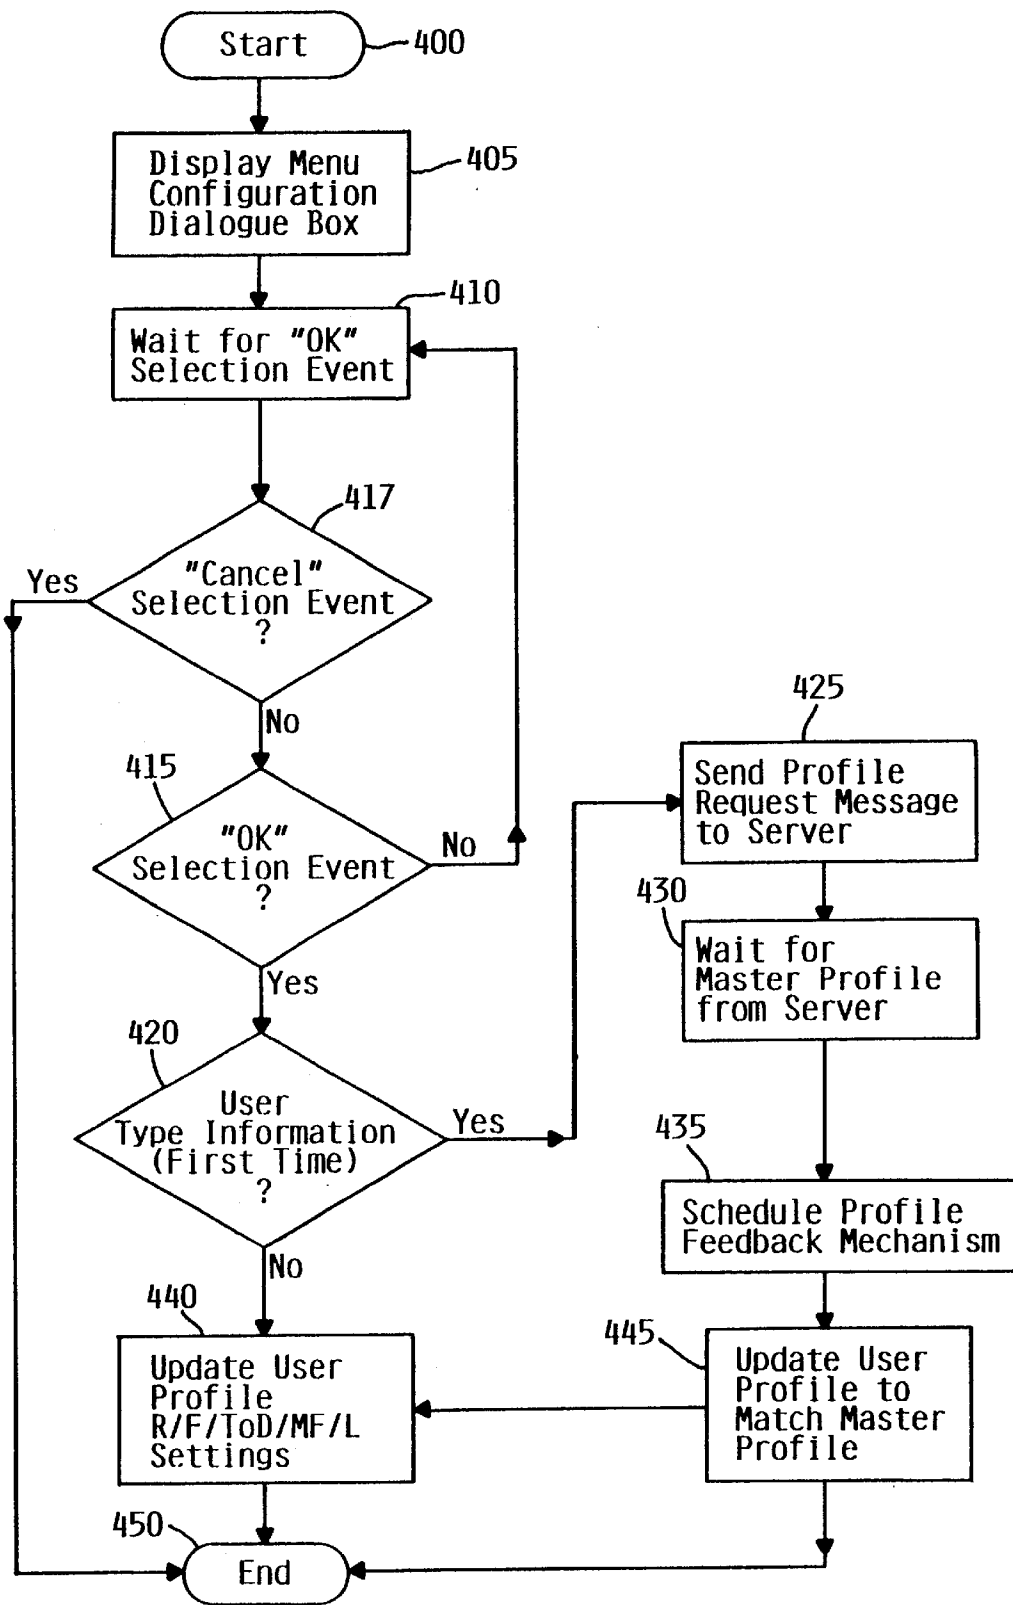 Start
400
Display Menu
Configuration
Dialogue Box
405
410
Wait for "OK"
Selection Event
417
"Cancel"
Selection Event
?
Yes
No
415
"OK"
Selection Event
?
No
Yes
420
User
Type Information
(First Time)
?
Yes
No
425
Send Profile
Request Message
to Server
430
Wait for
Master Profile
from Server
435
Schedule Profile
Feedback Mechanism
440
Update User
Profile
R/F/ToD/MF/L
Settings
445
Update User
Profile to
Match Master
Profile
450
End